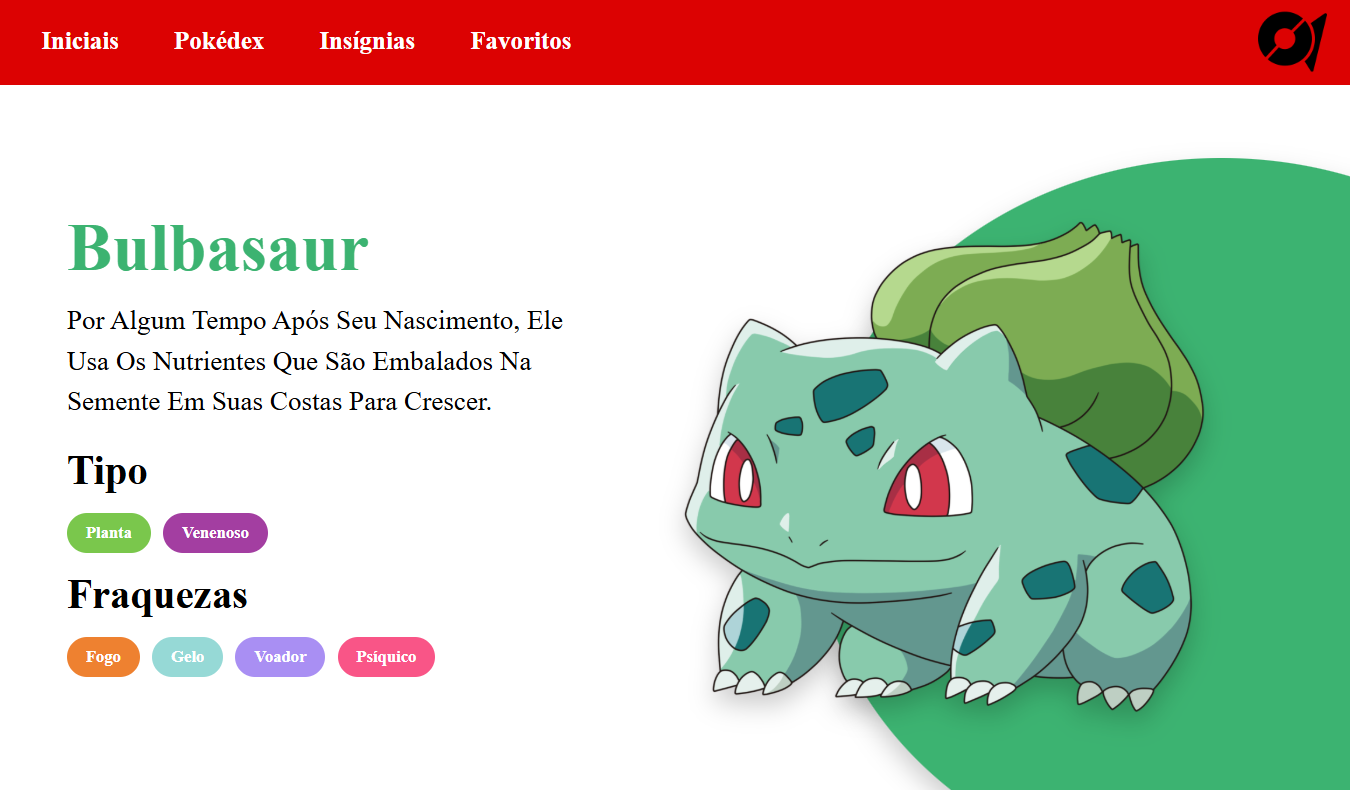 Iniciais Pokédex Insígnias Favoritos
Bulbasaur
Por Algum Tempo Após Seu Nascimento, Ele
Usa Os Nutrientes Que São Embalados Na
Semente Em Suas Costas Para Crescer.
Tipo
Planta Venenoso
Fraquezas
Fogo Gelo Voador Psíquico